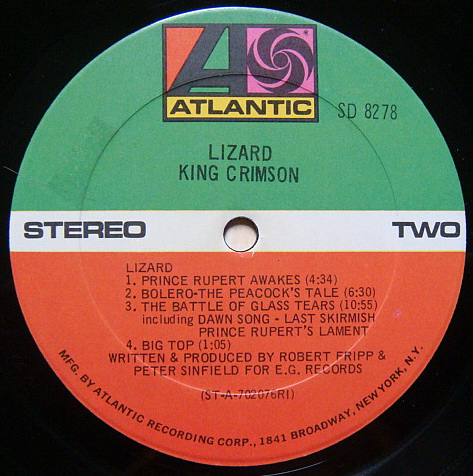 ATLANTIC
SD 8278
LIZARD
KING CRIMSON
STEREO
TWO
LIZARD
1. PRINCE RUPERT AWAKES (4:34)
2. BOLERO-THE PEACOCK'S TALE (6:30)
3. THE BATTLE OF GLASS TEARS (10:55)
including DAWN SONG - LAST SKIRMISH
PRINCE RUPERT'S LAMENT
4. BIG TOP (1:05)
WRITTEN & PRODUCED BY ROBERT FRIPP &
PETER SINFIELD FOR E.G. RECORDS
(ST-A-702076RI)
MFG. BY ATLANTIC RECORDING CORP., 1841 BROADWAY, NEW YORK, N.Y.